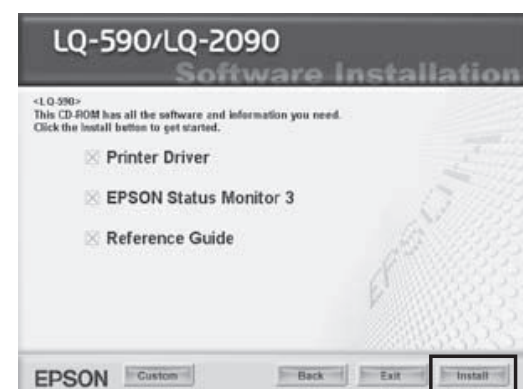 LQ-590/LQ-2090
Software Installation
<LQ-590>
This CD-ROM has all the software and information you need.
Click the install button to get started.
Printer Driver
EPSON Status Monitor 3
Reference Guide
EPSON
EPSON Custom Back Exit Install